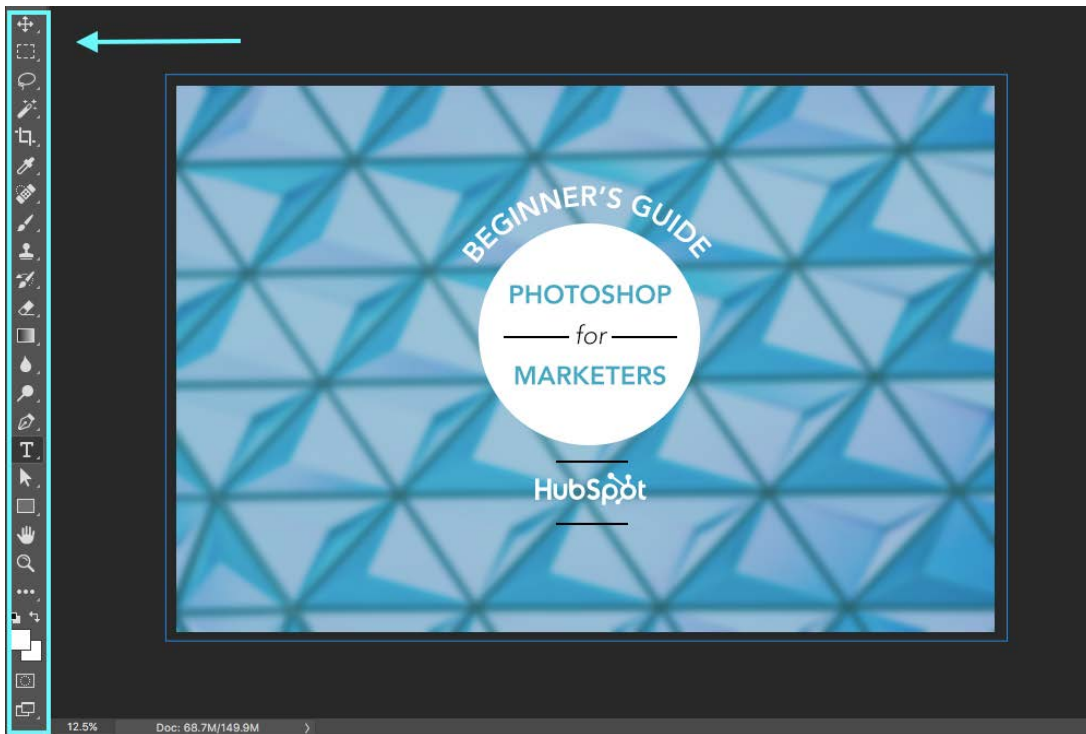 BEGINNER'S GUIDE
PHOTOSHOP
for
MARKETERS
HubSpot
T
12.5% Doc: 68.7M/149.9M